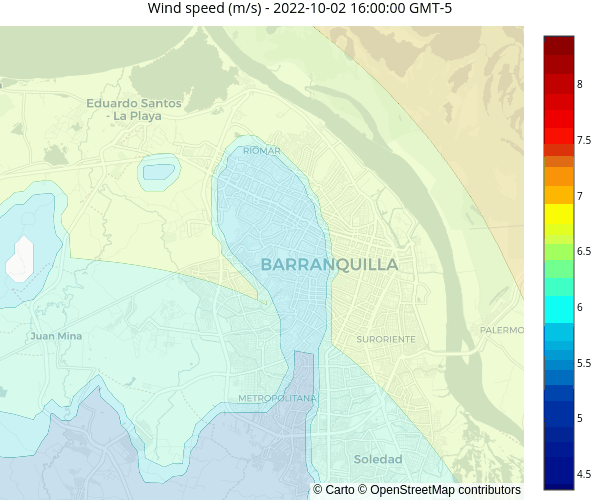 Wind speed (m/s) - 2022-10-02 16:00:00 GMT-5
Eduardo Santos
- La Playa
RIOMAR
BARRANQUILLA
Juan Mina
SURORIENTE
PALERMO
METROPOLITANA
Soledad
8
7.5
7
6.5
6
5.5
5
4.5
© Carto © OpenStreetMap contributors